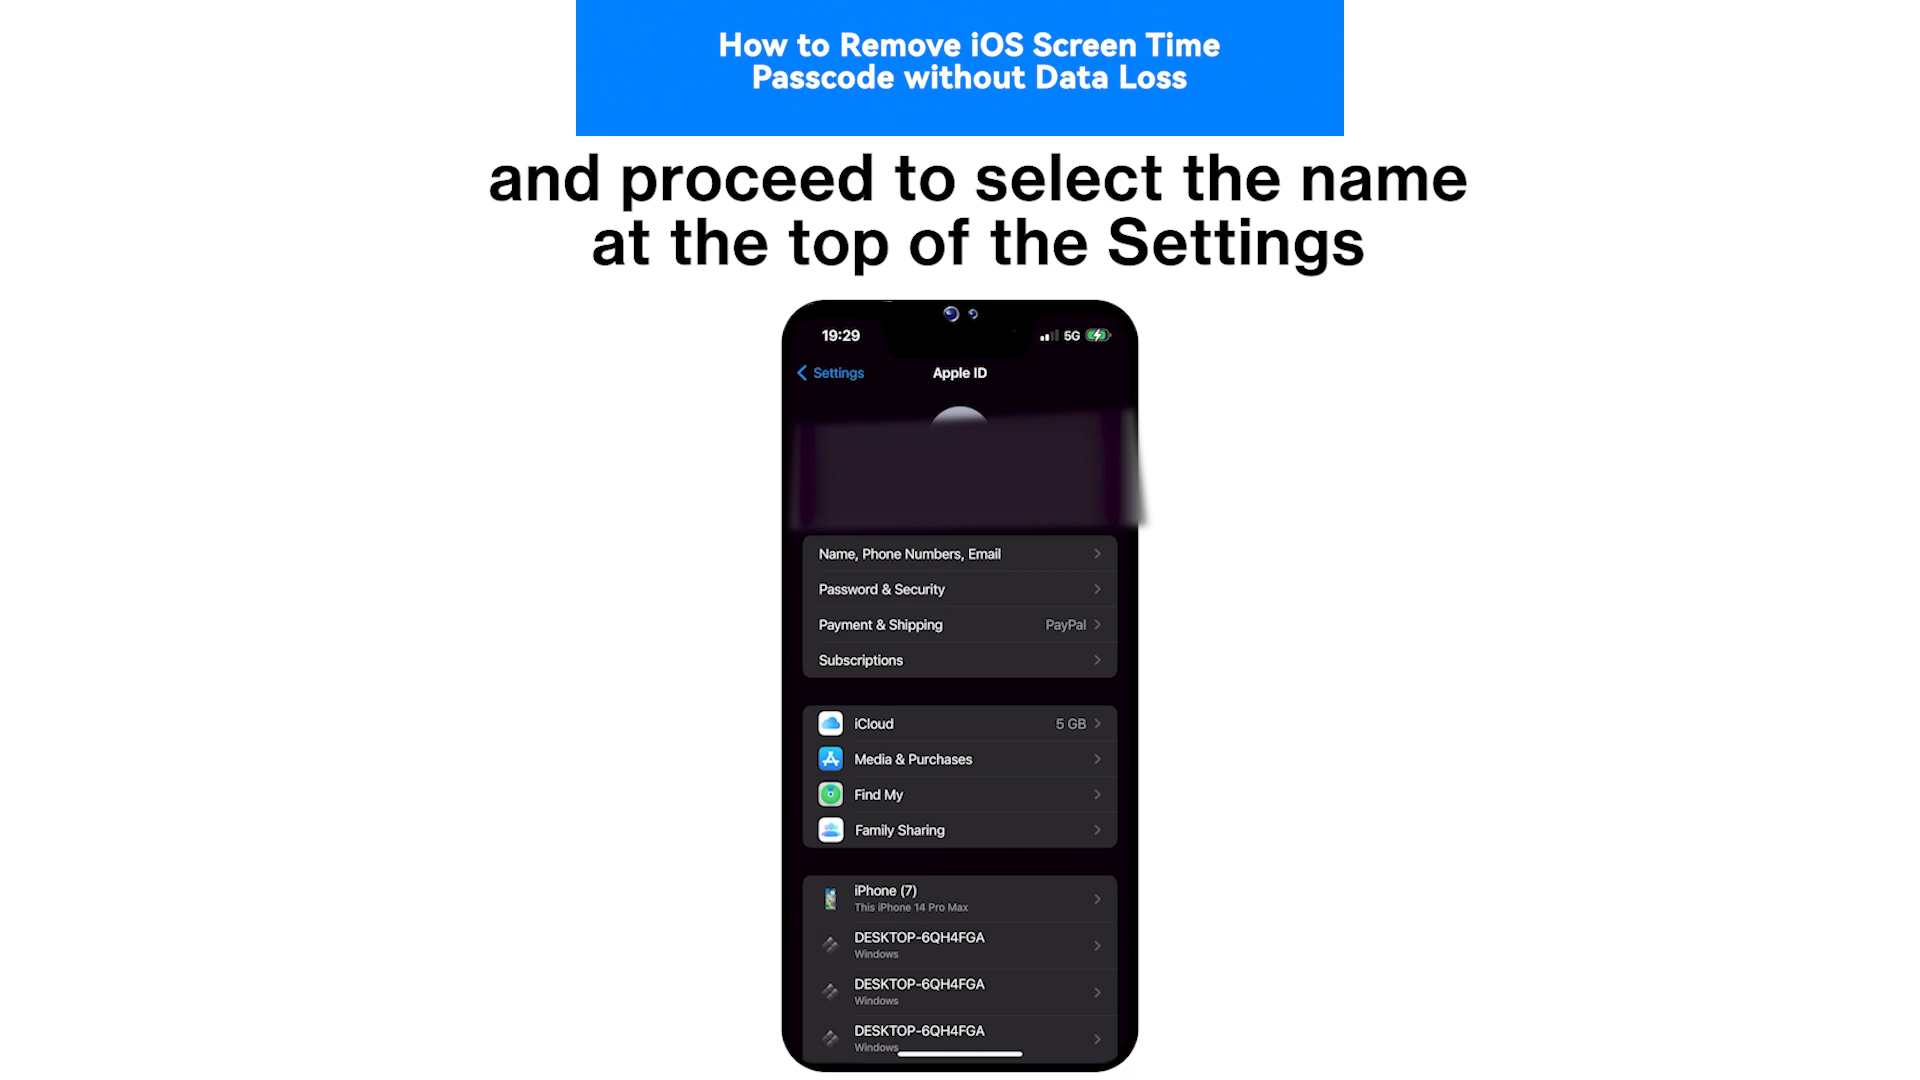 How to Remove iOS Screen Time
Passcode without Data Loss
and proceed to select the name
at the top of the Settings
19:29
5G
Settings
Apple ID
Name, Phone Numbers, Email
Password & Security
Payment & Shipping
PayPal
Subscriptions
iCloud
5 GB
Media & Purchases
Find My
Family Sharing
iPhone (7)
This iPhone 14 Pro Max
DESKTOP-6QH4FGA
Windows
DESKTOP-6QH4FGA
Windows
DESKTOP-6QH4FGA
Windows